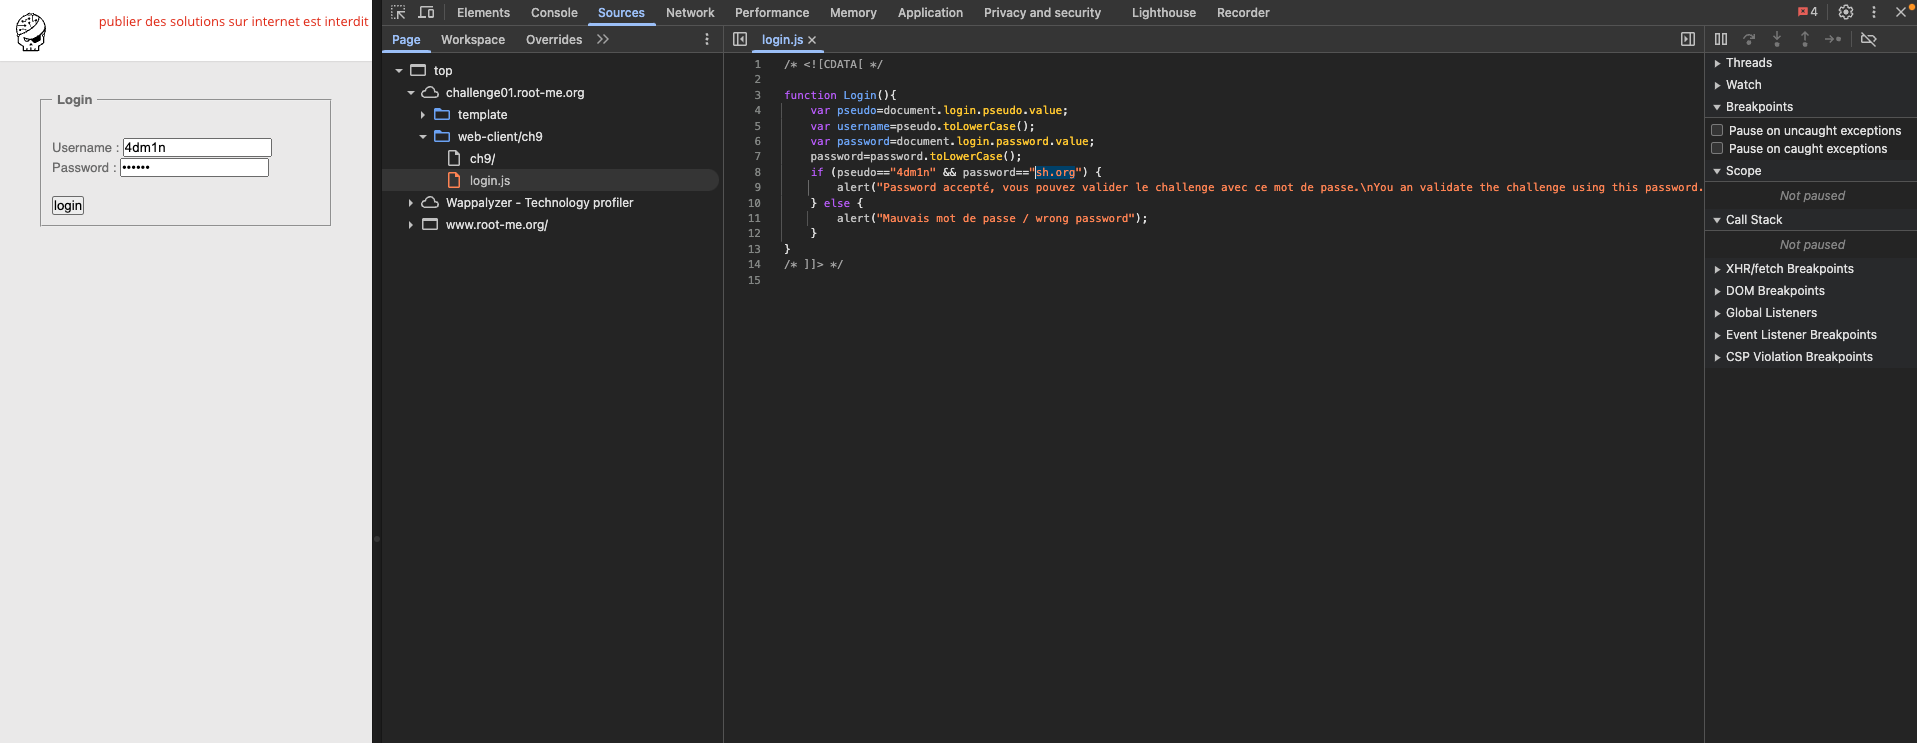 publier des solutions sur internet est interdit
Login
Username : 4dm1n
Password : ••••••
login
Elements Console Sources Network Performance Memory Application Privacy and security Lighthouse Recorder 4
Page Workspace Overrides
top
challenge01.root-me.org
template
web-client/ch9
ch9/
login.js
Wappalyzer - Technology profiler
www.root-me.org/
login.js
1 /* <![CDATA[ */
2
3 function Login(){
4 var pseudo=document.login.pseudo.value;
5 var username=pseudo.toLowerCase();
6 var password=document.login.password.value;
7 password=password.toLowerCase();
8 if (pseudo=="4dm1n" && password=="sh.org") {
9 alert("Password accepté, vous pouvez valider le challenge avec ce mot de passe.\nYou an validate the challenge using this password.
10 } else {
11 alert("Mauvais mot de passe / wrong password");
12 }
13 }
14 /* ]]> */
15
Threads
Watch
Breakpoints
Pause on uncaught exceptions
Pause on caught exceptions
Scope
Not paused
Call Stack
Not paused
XHR/fetch Breakpoints
DOM Breakpoints
Global Listeners
Event Listener Breakpoints
CSP Violation Breakpoints